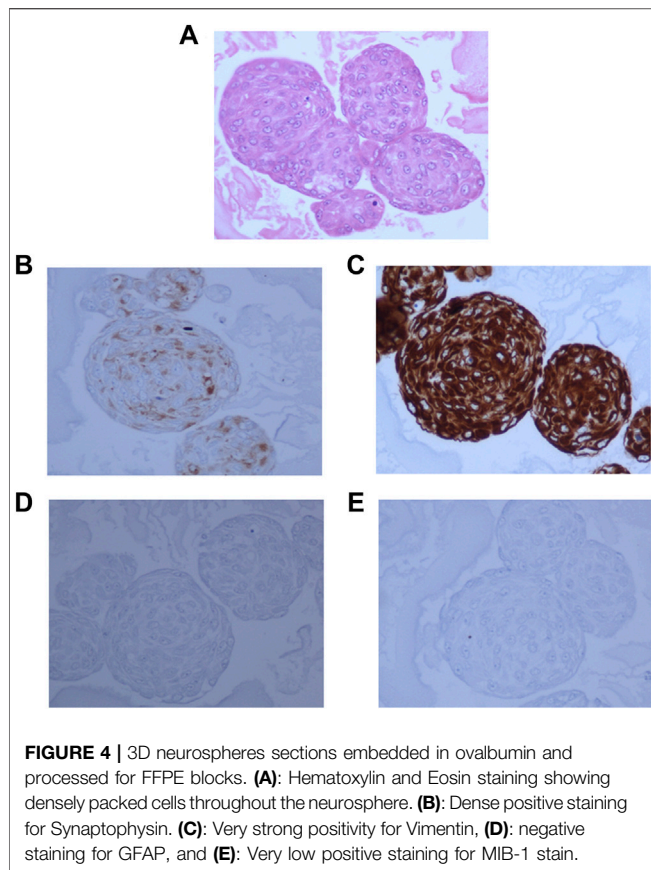 A
B
C
D
E
FIGURE 4 | 3D neurospheres sections embedded in ovalbumin and
processed for FFPE blocks. (A): Hematoxylin and Eosin staining showing
densely packed cells throughout the neurosphere. (B): Dense positive staining
for Synaptophysin. (C): Very strong positivity for Vimentin, (D): negative
staining for GFAP, and (E): Very low positive staining for MIB-1 stain.